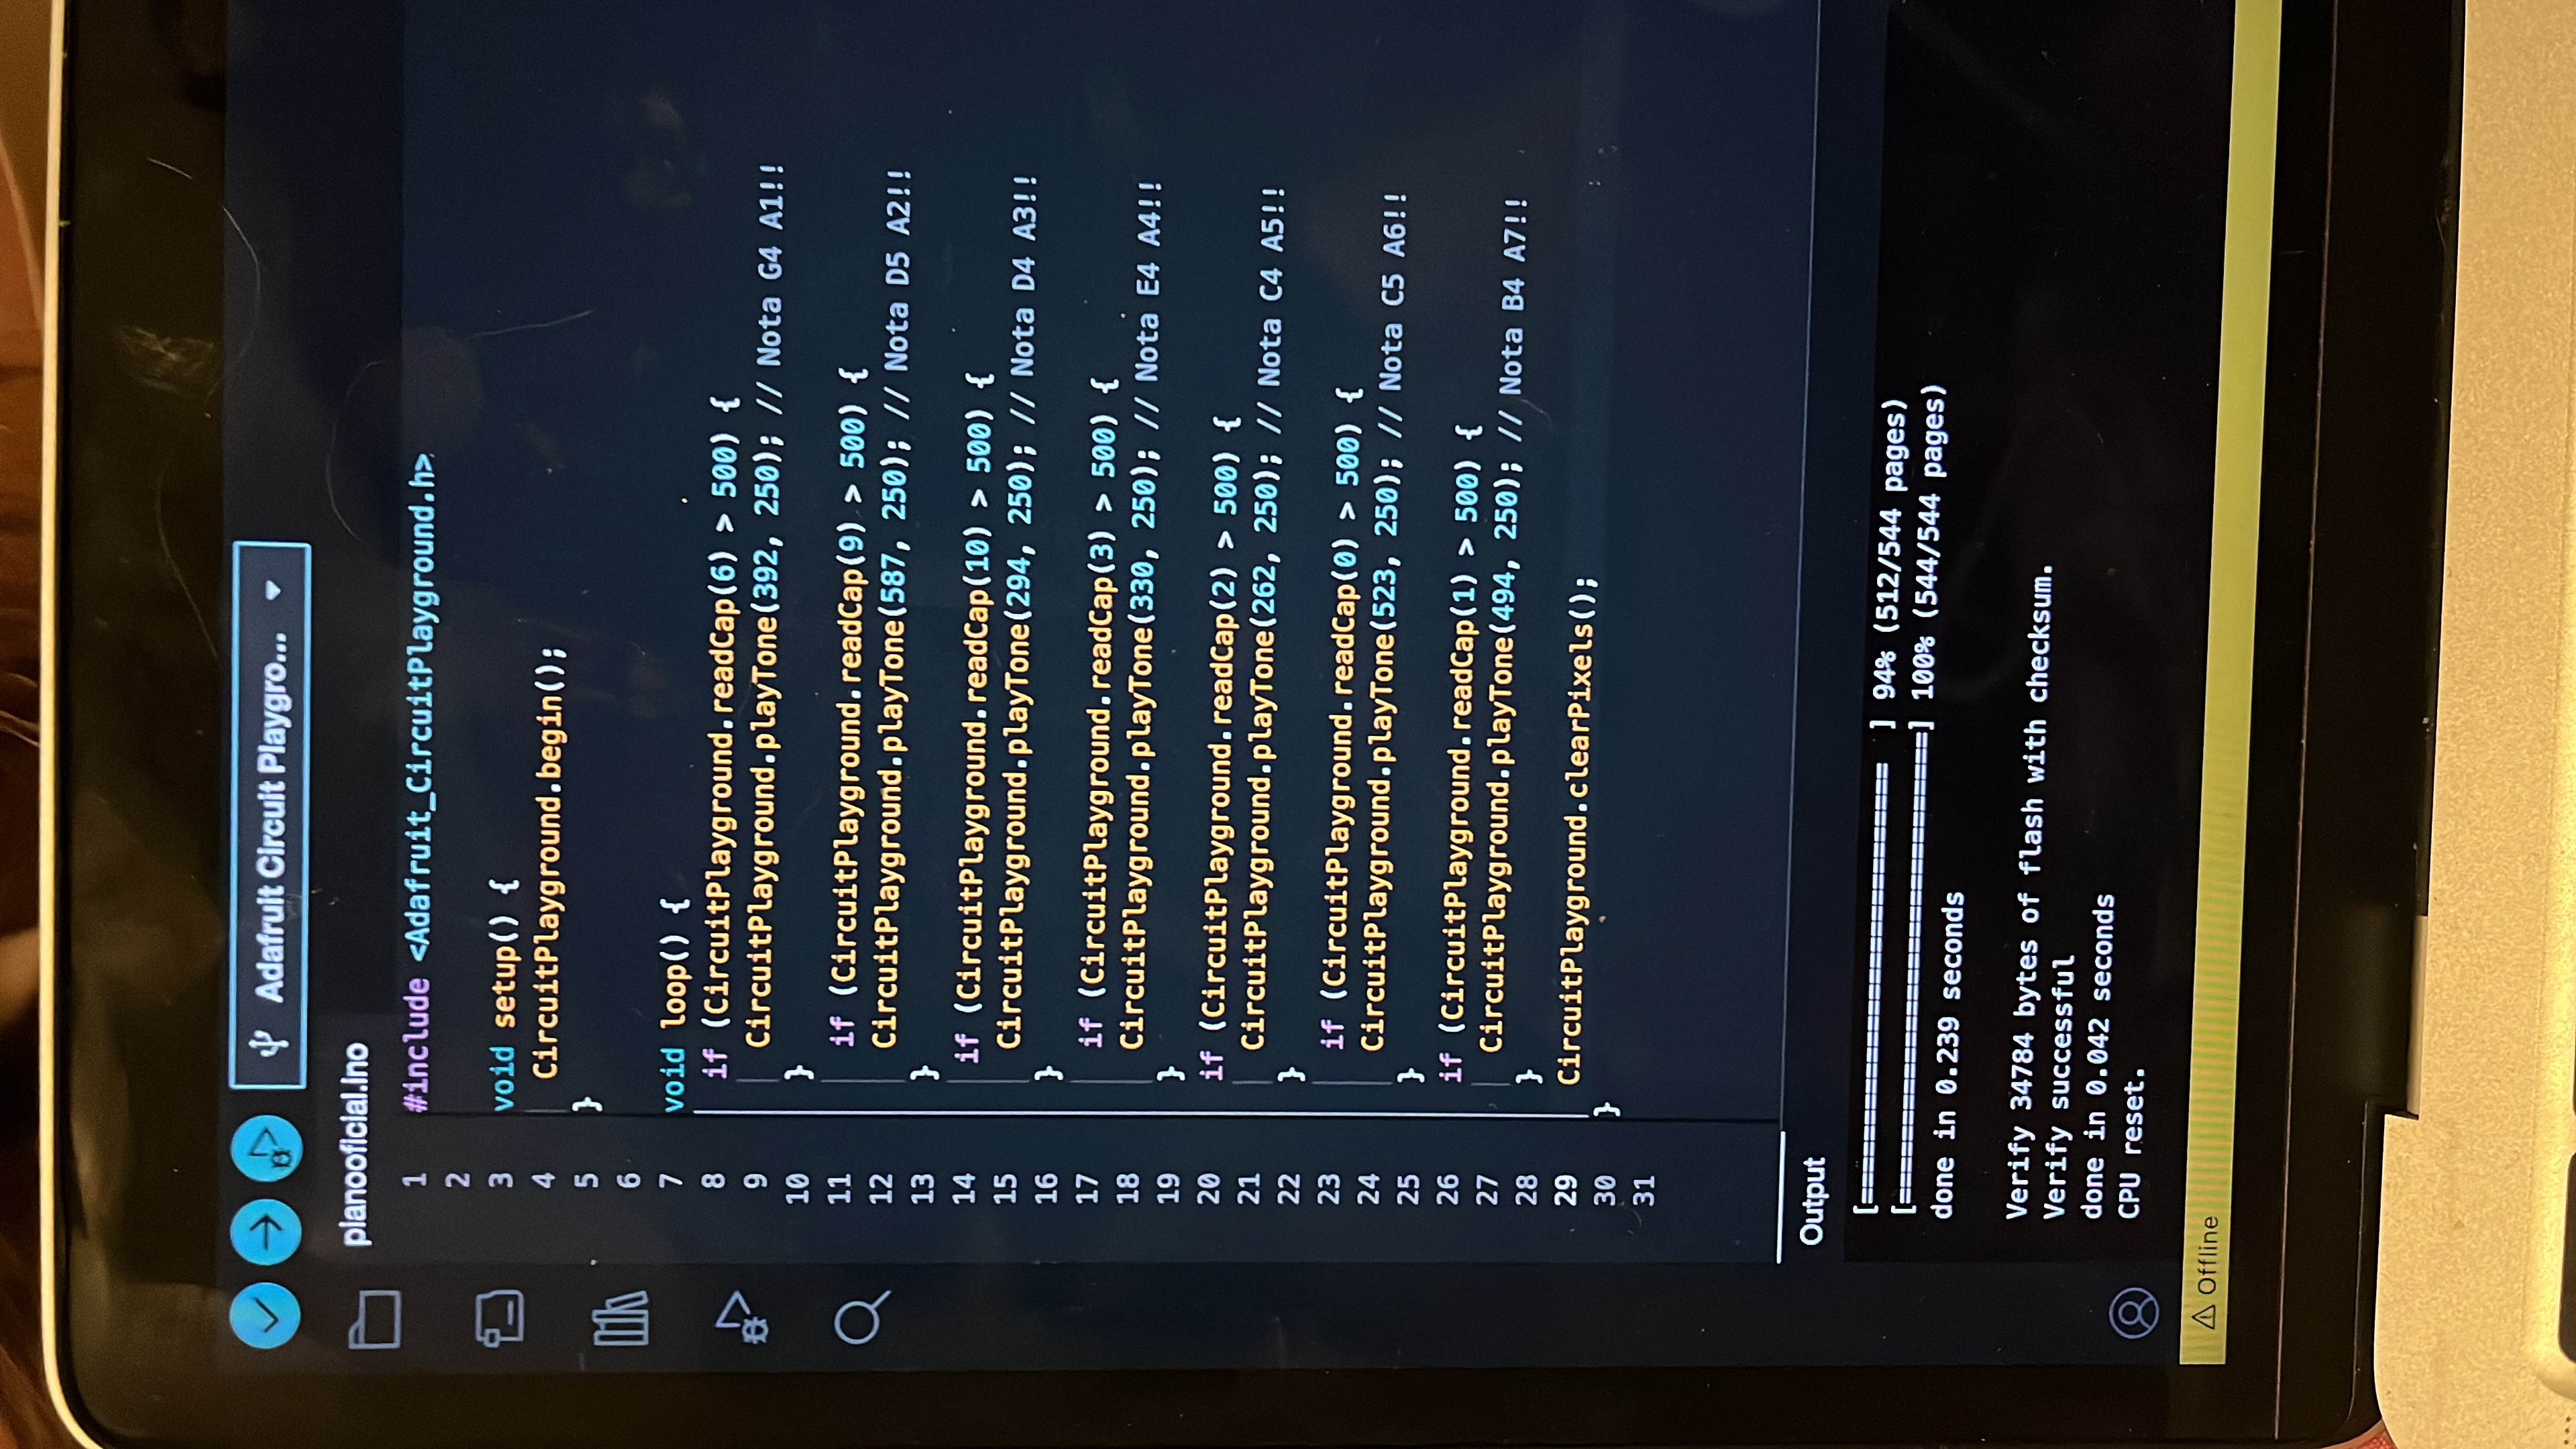 Adafruit Circuit Playgro...
pianooficial.ino
1 #include <Adafruit_CircuitPlayground.h>
2
3 void setup() {
4   CircuitPlayground.begin();
5 }
6
7 void loop() {
8   if (CircuitPlayground.readCap(6) > 500) {
9     CircuitPlayground.playTone(392, 250); // Nota G4 A1!!
10   }
11     if (CircuitPlayground.readCap(9) > 500) {
12     CircuitPlayground.playTone(587, 250); // Nota D5 A2!!
13   }
14    if (CircuitPlayground.readCap(10) > 500) {
15     CircuitPlayground.playTone(294, 250); // Nota D4 A3!!
16   }
17     if (CircuitPlayground.readCap(3) > 500) {
18     CircuitPlayground.playTone(330, 250); // Nota E4 A4!!
19   }
20   if (CircuitPlayground.readCap(2) > 500) {
21     CircuitPlayground.playTone(262, 250); // Nota C4 A5!!
22   }
23     if (CircuitPlayground.readCap(0) > 500) {
24     CircuitPlayground.playTone(523, 250); // Nota C5 A6!!
25   }
26   if (CircuitPlayground.readCap(1) > 500) {
27     CircuitPlayground.playTone(494, 250); // Nota B4 A7!!
28   }
29   CircuitPlayground.clearPixels();
30 }
31
Output
[============================  ] 94% (512/544 pages)
[==============================] 100% (544/544 pages)
done in 0.239 seconds
Verify 34784 bytes of flash with checksum.
Verify successful
done in 0.042 seconds
CPU reset.
Offline